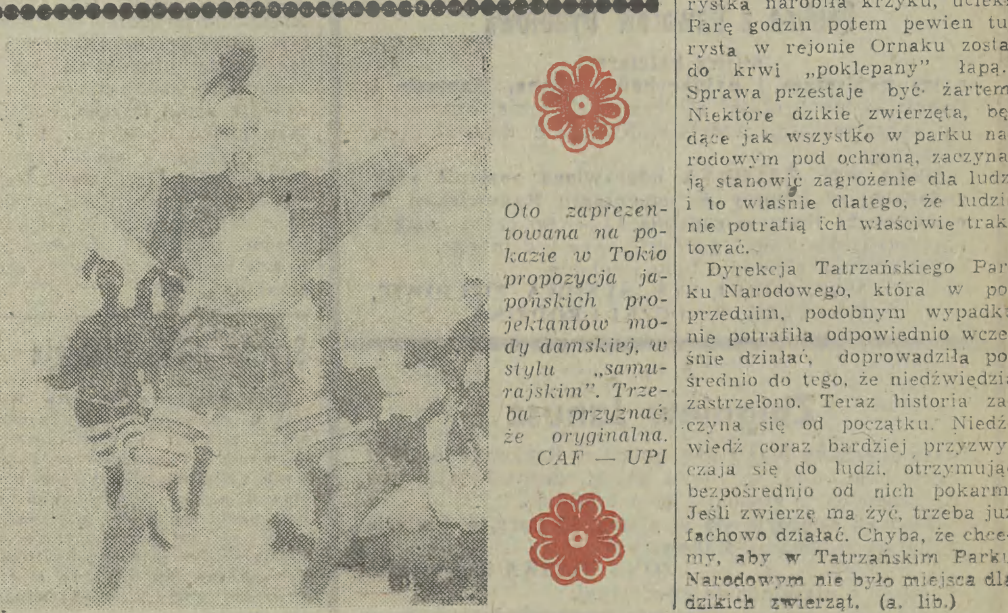 Oto zaprezen-
towana na po-
kazie w Tokio
propozycja ja-
pońskich pro-
jektantów mo-
dy damskiej, w
stylu „samu-
rajskim". Trze-
ba przyznać,
że oryginalna.
CAF — UPI
rystka narobiła krzyku, uciekł
Parę godzin potem pewien tu
rysta w rejonie Ornaku zosta
do krwi „poklepany" łapą.
Sprawa przestaje być żartem
Niektóre dzikie zwierzęta, bę
dące jak wszystko w parku na
rodowym pod ochroną, zaczyna
ją stanowić zagrożenie dla ludz
i to właśnie dlatego, że ludzi
nie potrafią ich właściwie trak
tować.
Dyrekcja Tatrzańskiego Par
ku Narodowego, która w po
przednim, podobnym wypadk
nie potrafiła odpowiednio wcze
śnie działać, doprowadziła po
średnio do tego, że niedźwiedzi
zastrzelono. Teraz historia za
czyna się od początku. Niedź
wiedź coraz bardziej przyzwy
czaja się do ludzi, otrzymują
bezpośrednio od nich pokarm
Jeśli zwierzę ma żyć, trzeba ju
fachowo działać. Chyba, że chce
my, aby w Tatrzańskim Parku
Narodowym nie było miejsca dla
dzikich zwierząt. (a. lib.)